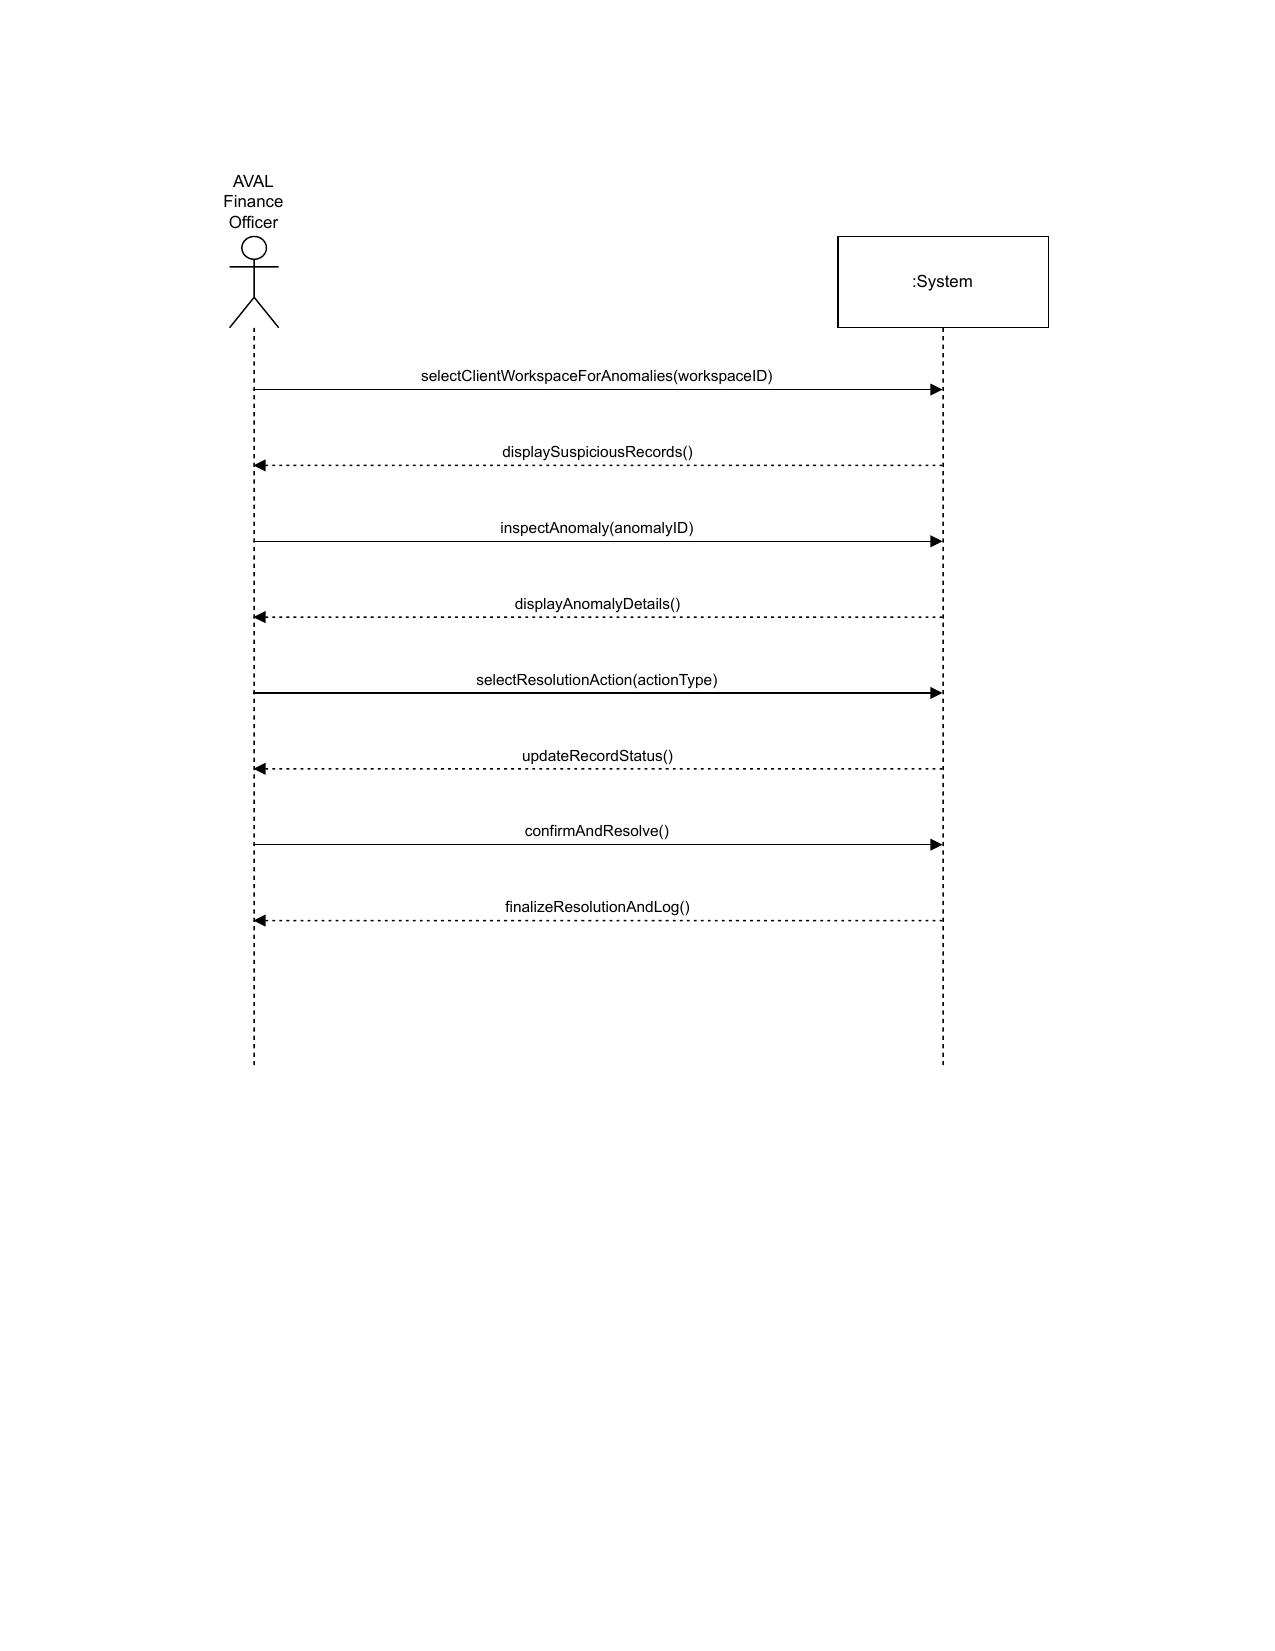 AVAL
Finance
Officer
:System
selectClientWorkspaceForAnomalies(workspaceID)
displaySuspiciousRecords()
inspectAnomaly(anomalyID)
displayAnomalyDetails()
selectResolutionAction(actionType)
updateRecordStatus()
confirmAndResolve()
finalizeResolutionAndLog()